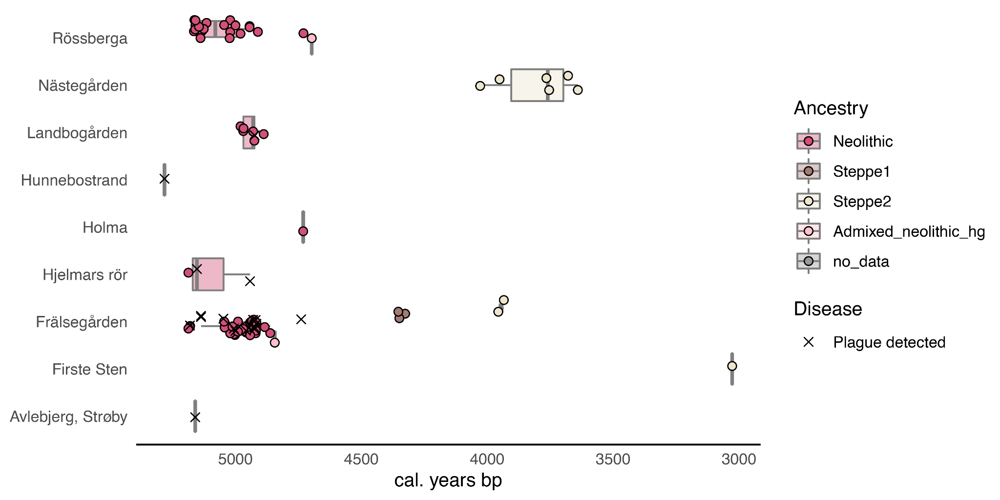 Rössberga
Nästegården
Landbogården
Hunnebostrand
Holma
Hjelmars rör
Frälsegården
Firste Sten
Avlebjerg, Strøby
5000 4500 4000 3500 3000
cal. years bp
Ancestry
Neolithic
Steppe1
Steppe2
Admixed_neolithic_hg
no_data
Disease
Plague detected